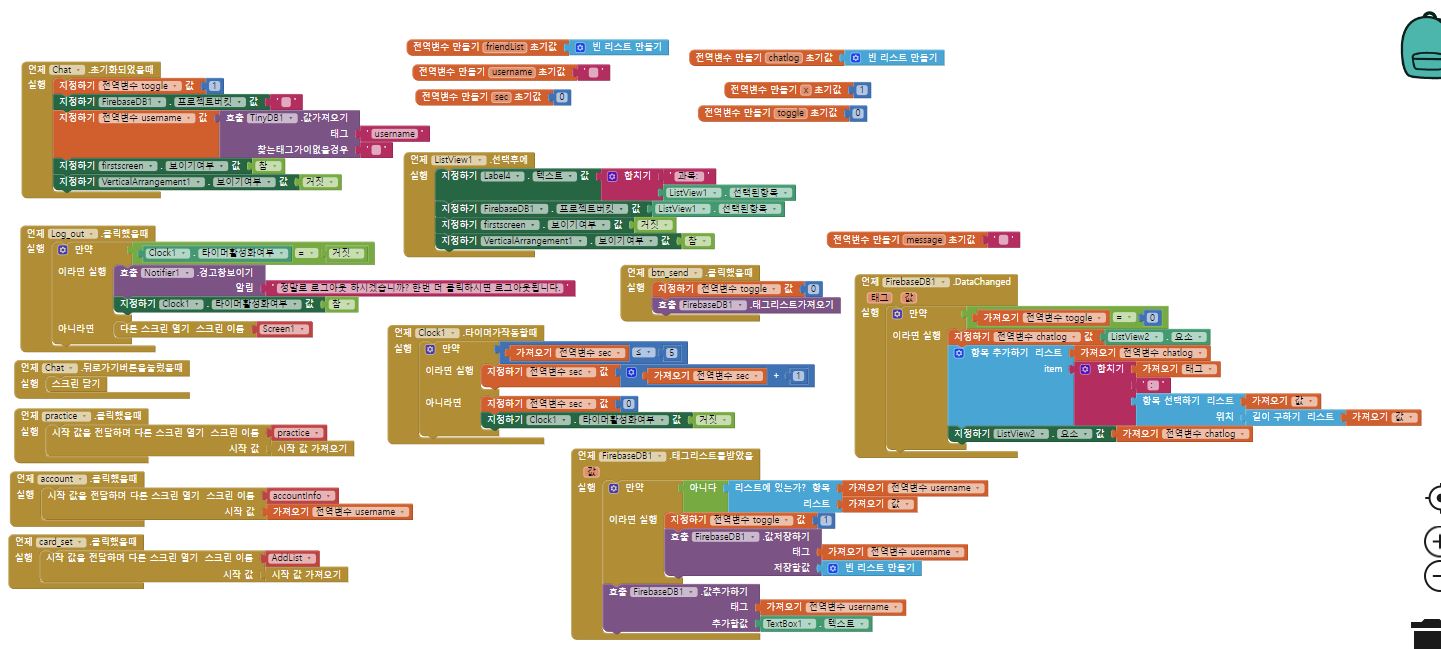 전역변수 만들기 friendList 초기값 빈 리스트 만들기
전역변수 만들기 chatlog 초기값 빈 리스트 만들기
전역변수 만들기 username 초기값 ' '
전역변수 만들기 x 초기값 1
전역변수 만들기 sec 초기값 0
전역변수 만들기 toggle 초기값 0
언제 Chat .초기화되었을때
실행 지정하기 전역변수 toggle 값 1
지정하기 FirebaseDB1 . 프로젝트버킷 값 ' '
지정하기 전역변수 username 값 호출 TinyDB1 .값가져오기
태그 ' username '
찾는태그가이없을경우 ' '
지정하기 firstscreen . 보이기여부 값 참
지정하기 VerticalArrangement1 . 보이기여부 값 거짓
언제 ListView1 .선택후에
실행 지정하기 Label4 . 텍스트 값 합치기 ' 과목: '
ListView1 . 선택된항목
지정하기 FirebaseDB1 . 프로젝트버킷 값 ListView1 . 선택된항목
지정하기 firstscreen . 보이기여부 값 거짓
지정하기 VerticalArrangement1 . 보이기여부 값 참
언제 Log_out .클릭했을때
실행 만약 Clock1 . 타이머활성화여부 = 거짓
이라면 실행 호출 Notifier1 .경고창보이기
알림 ' 정말로 로그아웃 하시겠습니까? 한번 더 클릭하시면 로그아웃됩니다. '
지정하기 Clock1 . 타이머활성화여부 값 참
아니라면 다른 스크린 열기 스크린 이름 Screen1
전역변수 만들기 message 초기값 ' '
언제 btn_send .클릭했을때
실행 지정하기 전역변수 toggle 값 0
호출 FirebaseDB1 .태그리스트가져오기
언제 FirebaseDB1 .DataChanged
태그 값
실행 만약 가져오기 전역변수 toggle = 0
이라면 실행 지정하기 전역변수 chatlog 값 ListView2 . 요소
항목 추가하기 리스트 가져오기 전역변수 chatlog
item 합치기 가져오기 태그
' : '
항목 선택하기 리스트 가져오기 값
위치 길이 구하기 리스트 가져오기 값
지정하기 ListView2 . 요소 값 가져오기 전역변수 chatlog
언제 Clock1 .타이머가작동할때
실행 만약 가져오기 전역변수 sec ≤ 5
이라면 실행 지정하기 전역변수 sec 값 가져오기 전역변수 sec + 1
아니라면 지정하기 전역변수 sec 값 0
지정하기 Clock1 . 타이머활성화여부 값 거짓
언제 Chat .뒤로가기버튼을눌렀을때
실행 스크린 닫기
언제 practice .클릭했을때
실행 시작 값을 전달하며 다른 스크린 열기 스크린 이름 practice
시작 값 시작 값 가져오기
언제 account .클릭했을때
실행 시작 값을 전달하며 다른 스크린 열기 스크린 이름 accountInfo
시작 값 가져오기 전역변수 username
언제 card_set .클릭했을때
실행 시작 값을 전달하며 다른 스크린 열기 스크린 이름 AddList
시작 값 시작 값 가져오기
언제 FirebaseDB1 .태그리스트를받았을
값
실행 만약 아니다 리스트에 있는가? 항목 가져오기 전역변수 username
리스트 가져오기 값
이라면 실행 지정하기 전역변수 toggle 값 1
호출 FirebaseDB1 .값저장하기
태그 가져오기 전역변수 username
저장할값 빈 리스트 만들기
호출 FirebaseDB1 .값추가하기
태그 가져오기 전역변수 username
추가할값 TextBox1 . 텍스트